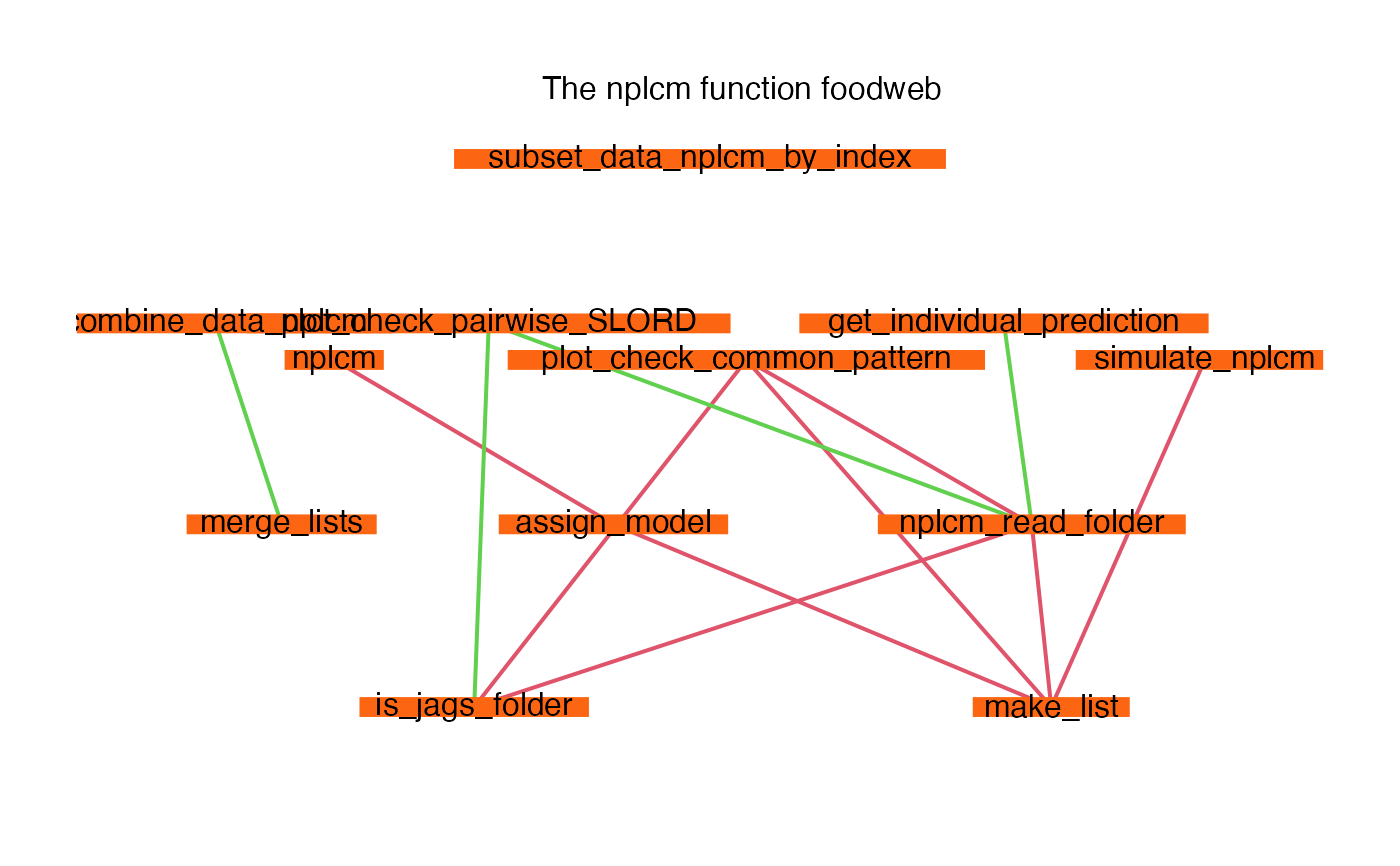 The nplcm function foodweb
subset_data_nplcm_by_index
combine_data_nplcm
plot_check_pairwise_SLORD
get_individual_prediction
nplcm
plot_check_common_pattern
simulate_nplcm
merge_lists
assign_model
nplcm_read_folder
is_jags_folder
make_list